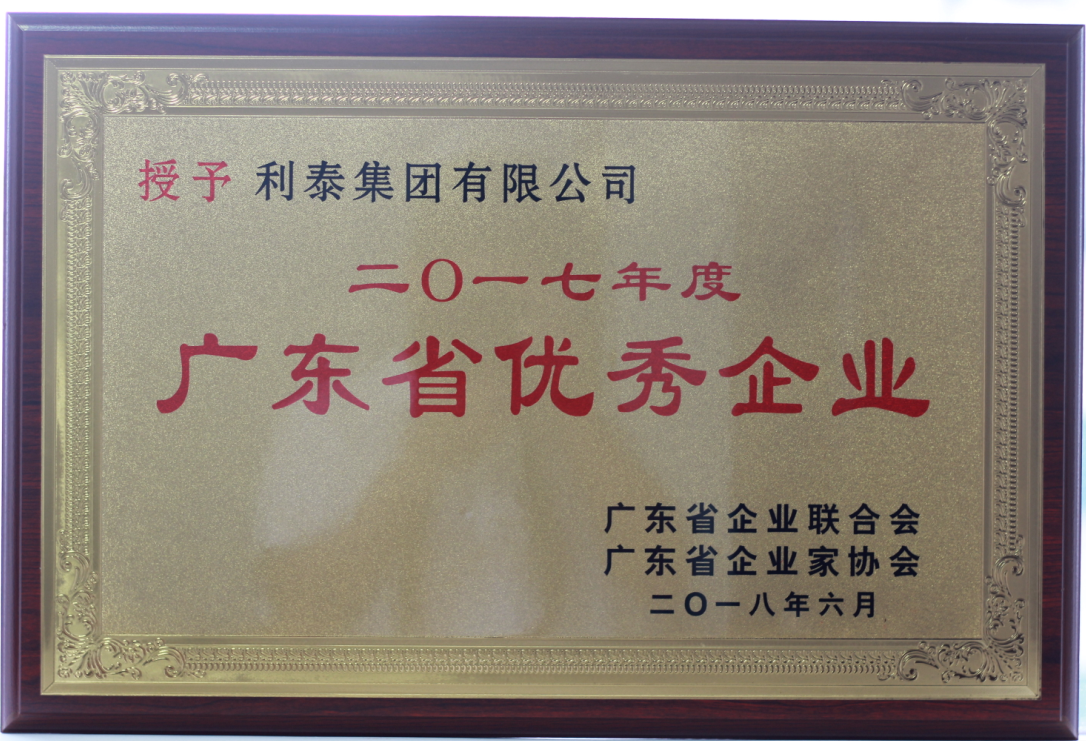 授予 利泰集团有限公司
二〇一七年度
广东省优秀企业
广东省企业联合会
广东省企业家协会
二〇一八年六月